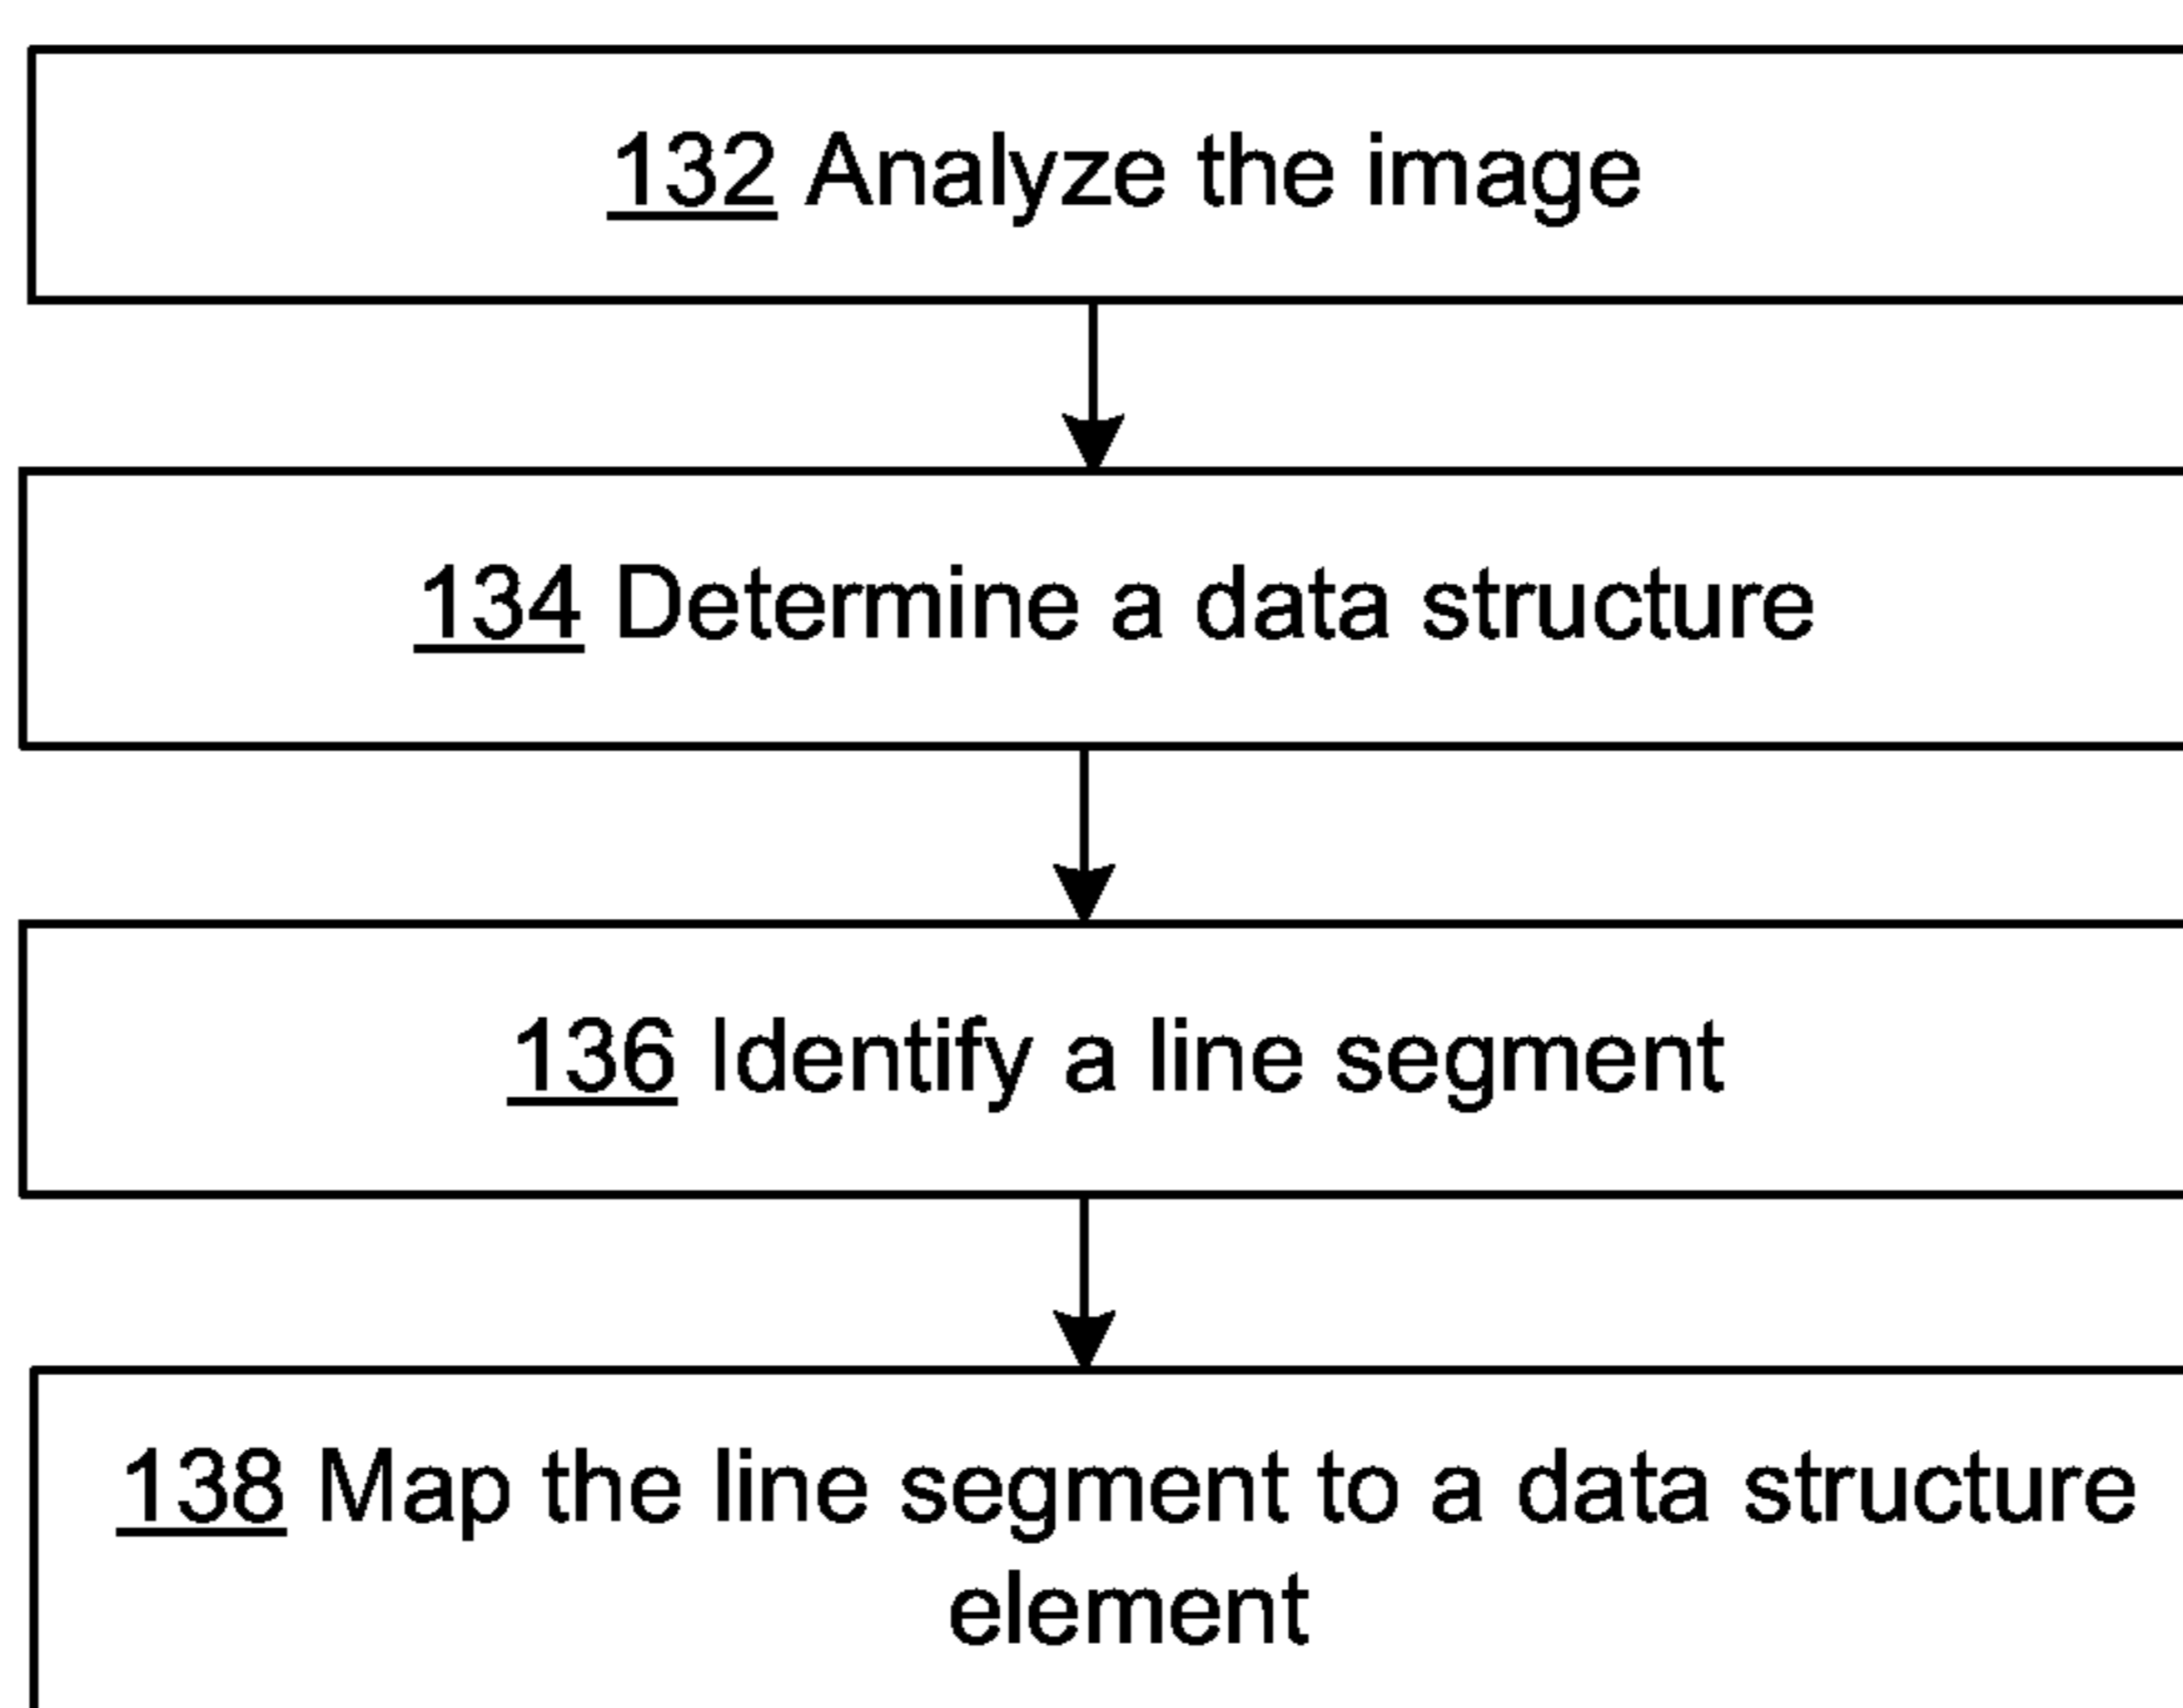 132 Analyze the image
134 Determine a data structure
136 Identify a line segment
138 Map the line segment to a data structure
element